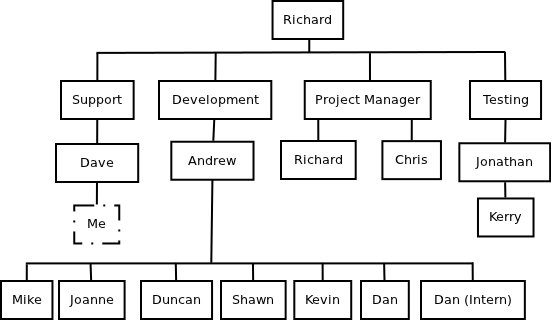 Richard
Support
Development
Project Manager
Testing
Dave
Andrew
Richard
Chris
Jonathan
Me
Kerry
Mike
Joanne
Duncan
Shawn
Kevin
Dan
Dan (Intern)